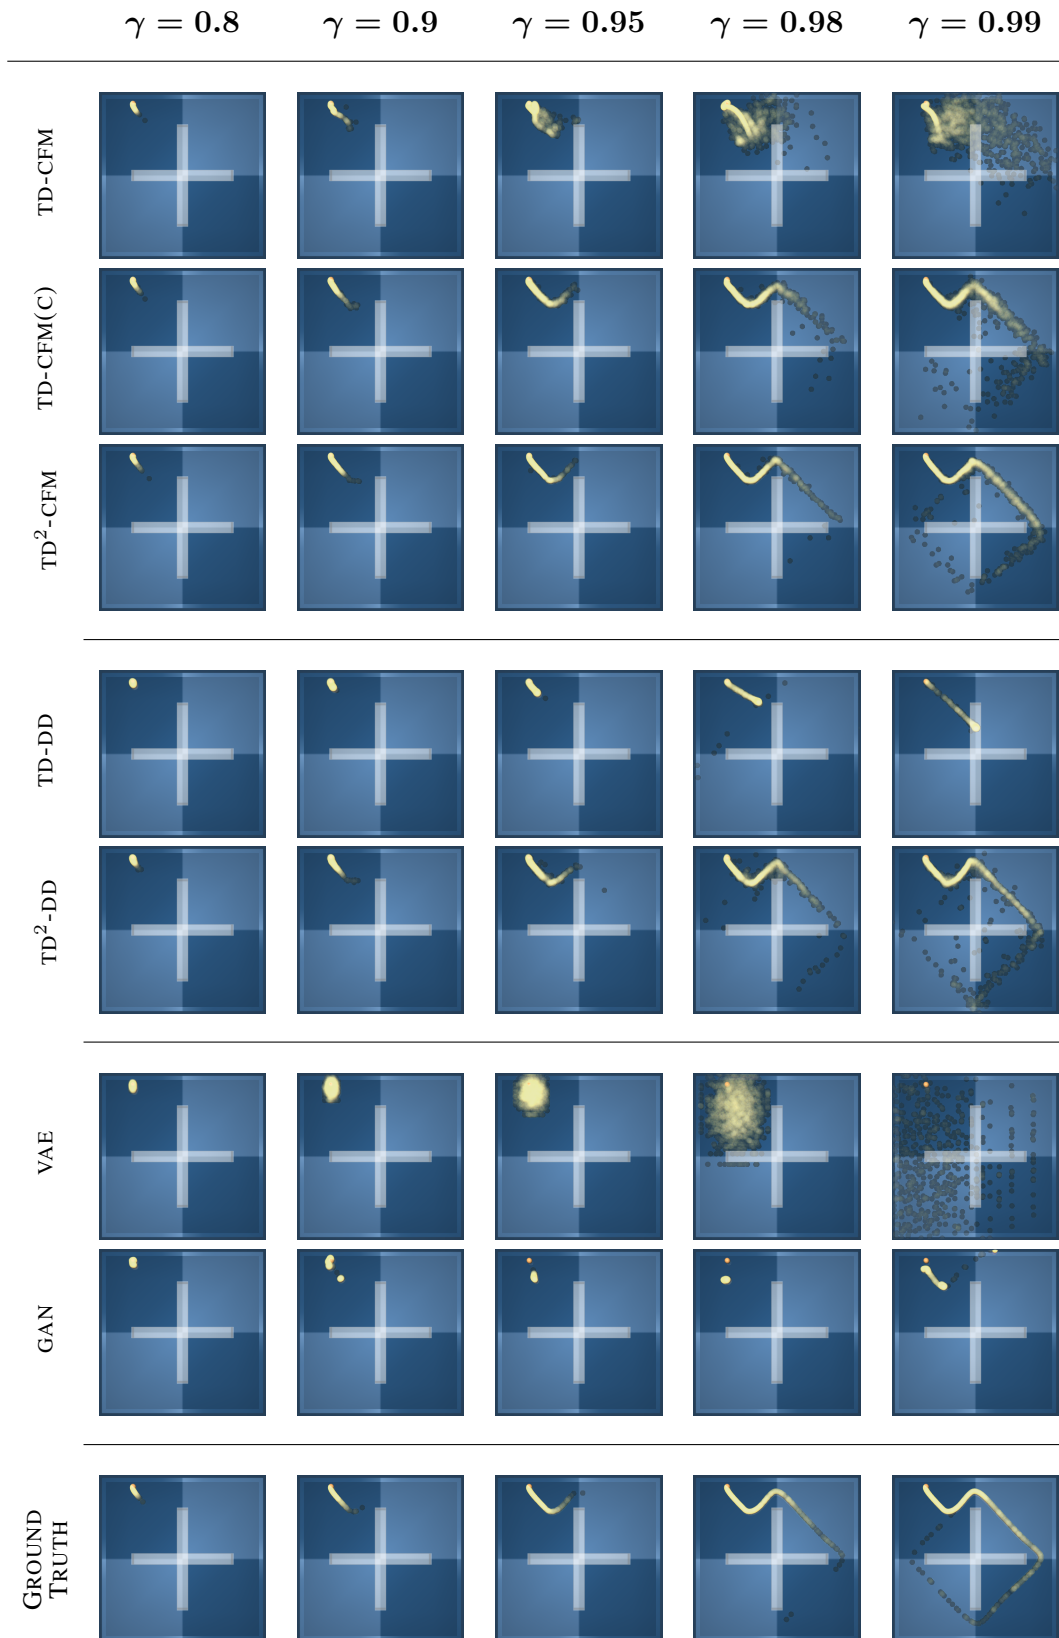 γ = 0.8 γ = 0.9 γ = 0.95 γ = 0.98 γ = 0.99
TD-CFM
TD-CFM(C)
TD²-CFM
TD-DD
TD²-DD
VAE
GAN
GROUND
TRUTH